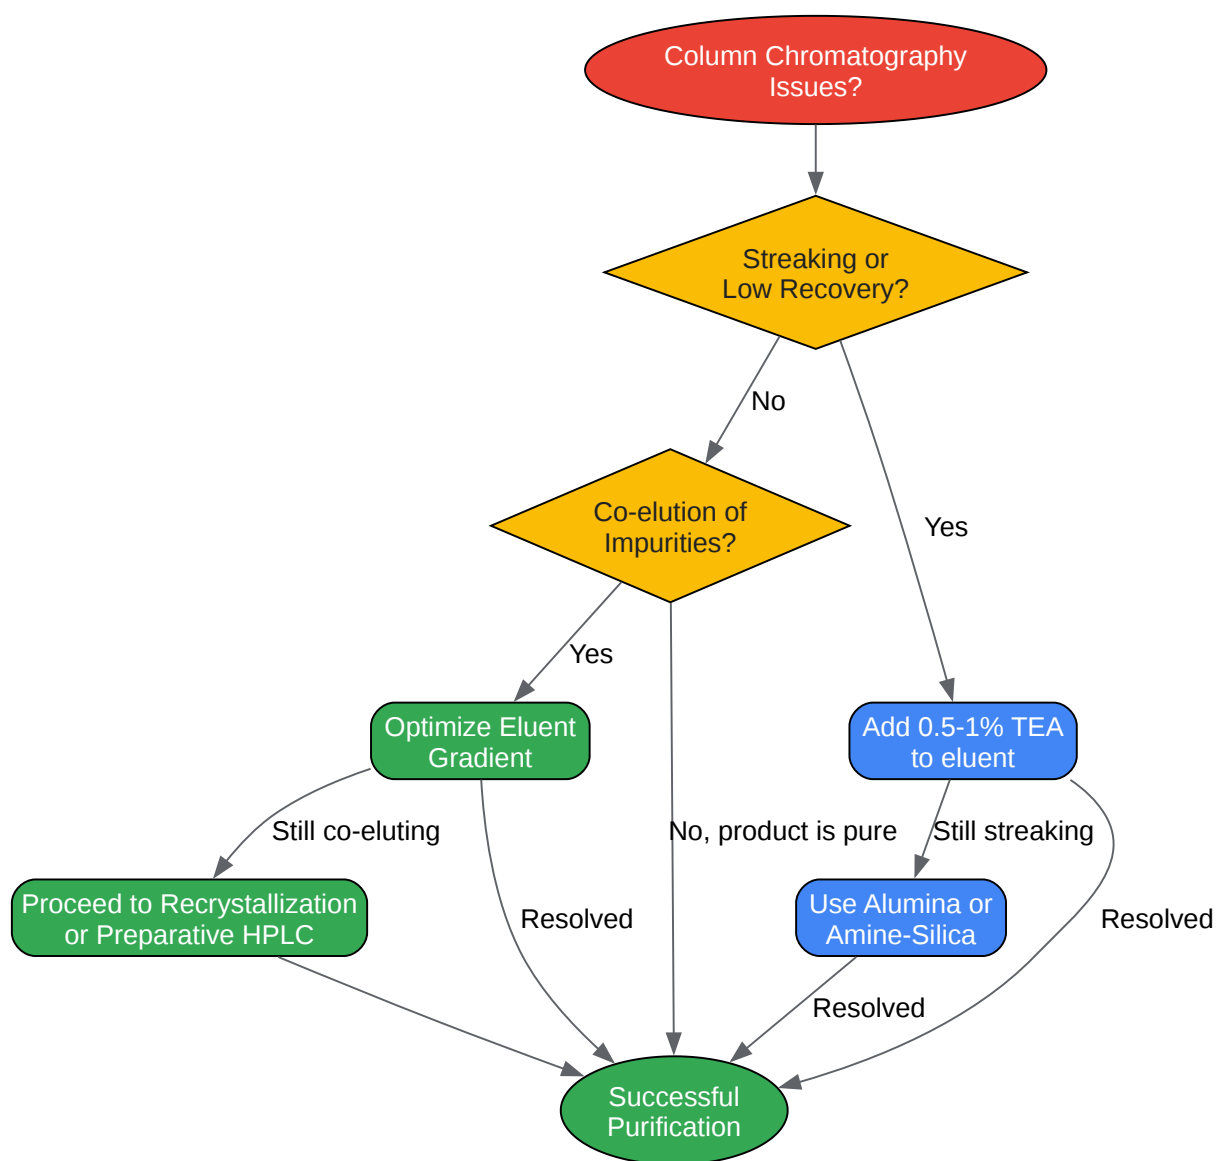 Column Chromatography
Issues?
Streaking or
Low Recovery?
No
Co-elution of
Impurities?
Yes
Yes
Optimize Eluent
Gradient
Add 0.5-1% TEA
to eluent
Still co-eluting
No, product is pure
Still streaking
Proceed to Recrystallization
or Preparative HPLC
Resolved
Use Alumina or
Amine-Silica
Resolved
Resolved
Successful
Purification